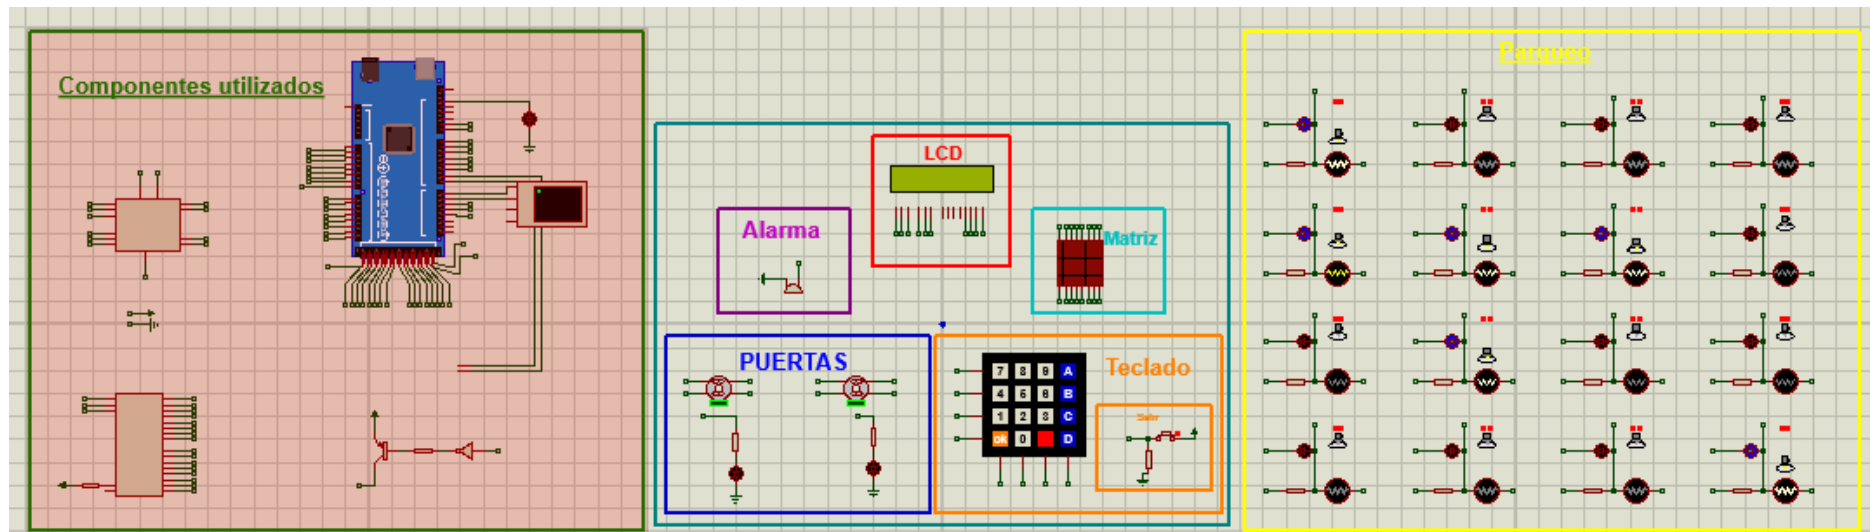 Componentes utilizados
LCD
Alarma
Matriz
PUERTAS
7 8 9 A
4 5 6 B
1 2 3 C
ok 0 D
Teclado
Parqueo